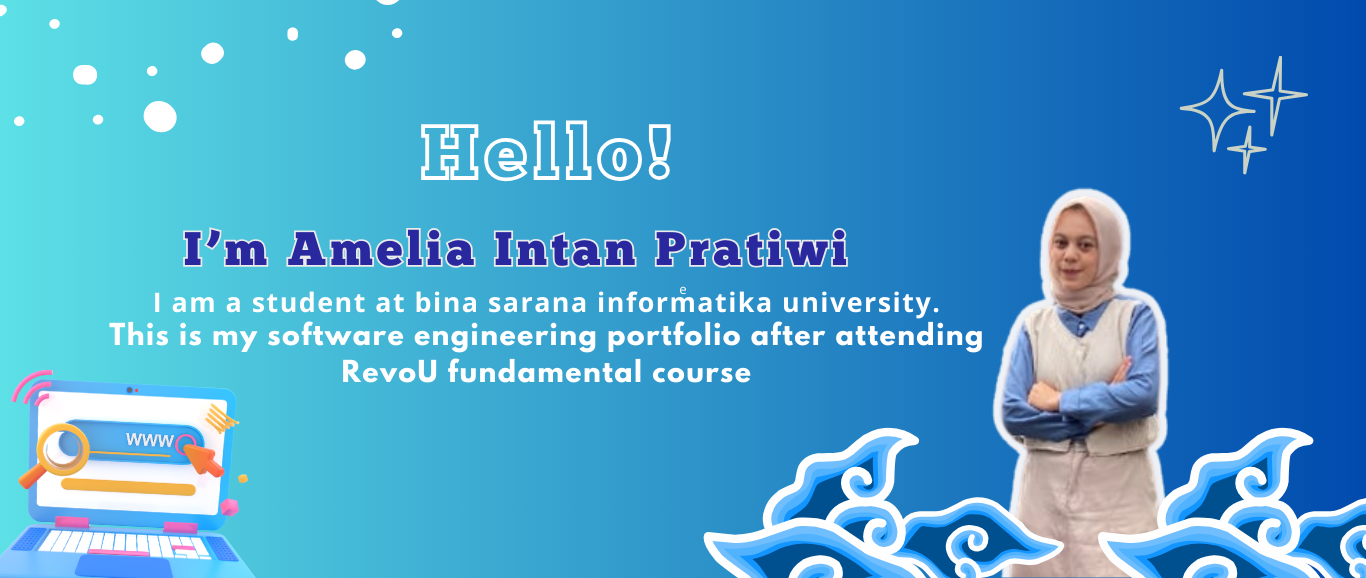 Hello!
I'm Amelia Intan Pratiwi
e
I am a student at bina sarana informatika university.
This is my software engineering portfolio after attending
RevoU fundamental course
WWW